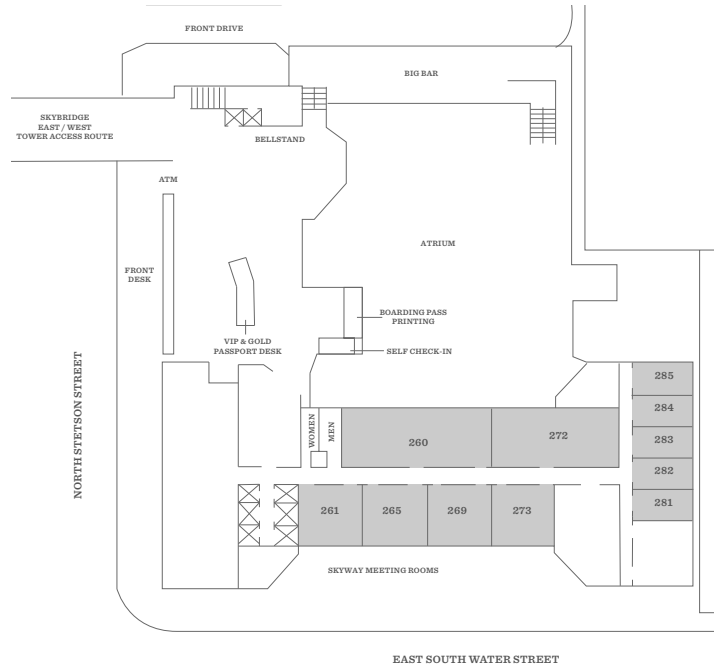 FRONT DRIVE
BIG BAR
SKYBRIDGE
EAST / WEST
TOWER ACCESS ROUTE
BELLSTAND
ATM
ATRIUM
FRONT
DESK
BOARDING PASS
PRINTING
VIP & GOLD
PASSPORT DESK
SELF CHECK-IN
NORTH STETSON STREET
WOMEN
MEN
260
272
285
284
283
282
281
261
265
269
273
SKYWAY MEETING ROOMS
EAST SOUTH WATER STREET